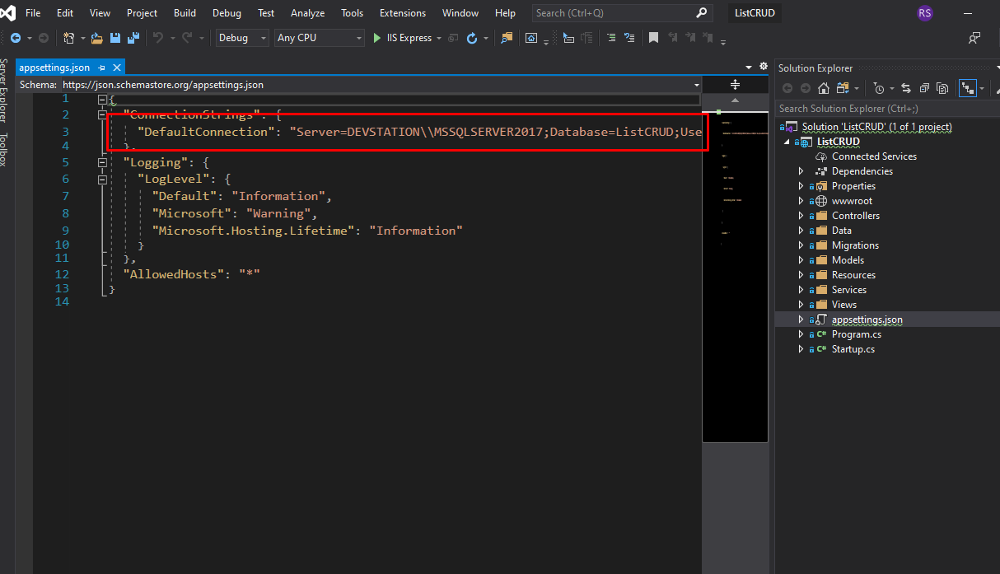 File Edit View Project Build Debug Test Analyze Tools Extensions Window Help Search (Ctrl+Q) ListCRUD RS
Debug Any CPU IIS Express
Server Explorer
Toolbox
appsettings.json
Schema: https://json.schemastore.org/appsettings.json
1 {
2 "ConnectionStrings": {
3 "DefaultConnection": "Server=DEVSTATION\\MSSQLSERVER2017;Database=ListCRUD;Use
4 },
5 "Logging": {
6 "LogLevel": {
7 "Default": "Information",
8 "Microsoft": "Warning",
9 "Microsoft.Hosting.Lifetime": "Information"
10 }
11 },
12 "AllowedHosts": "*"
13 }
14
Solution Explorer
Search Solution Explorer (Ctrl+;)
Solution 'ListCRUD' (1 of 1 project)
ListCRUD
Connected Services
Dependencies
Properties
wwwroot
Controllers
Data
Migrations
Models
Resources
Services
Views
appsettings.json
C# Program.cs
C# Startup.cs